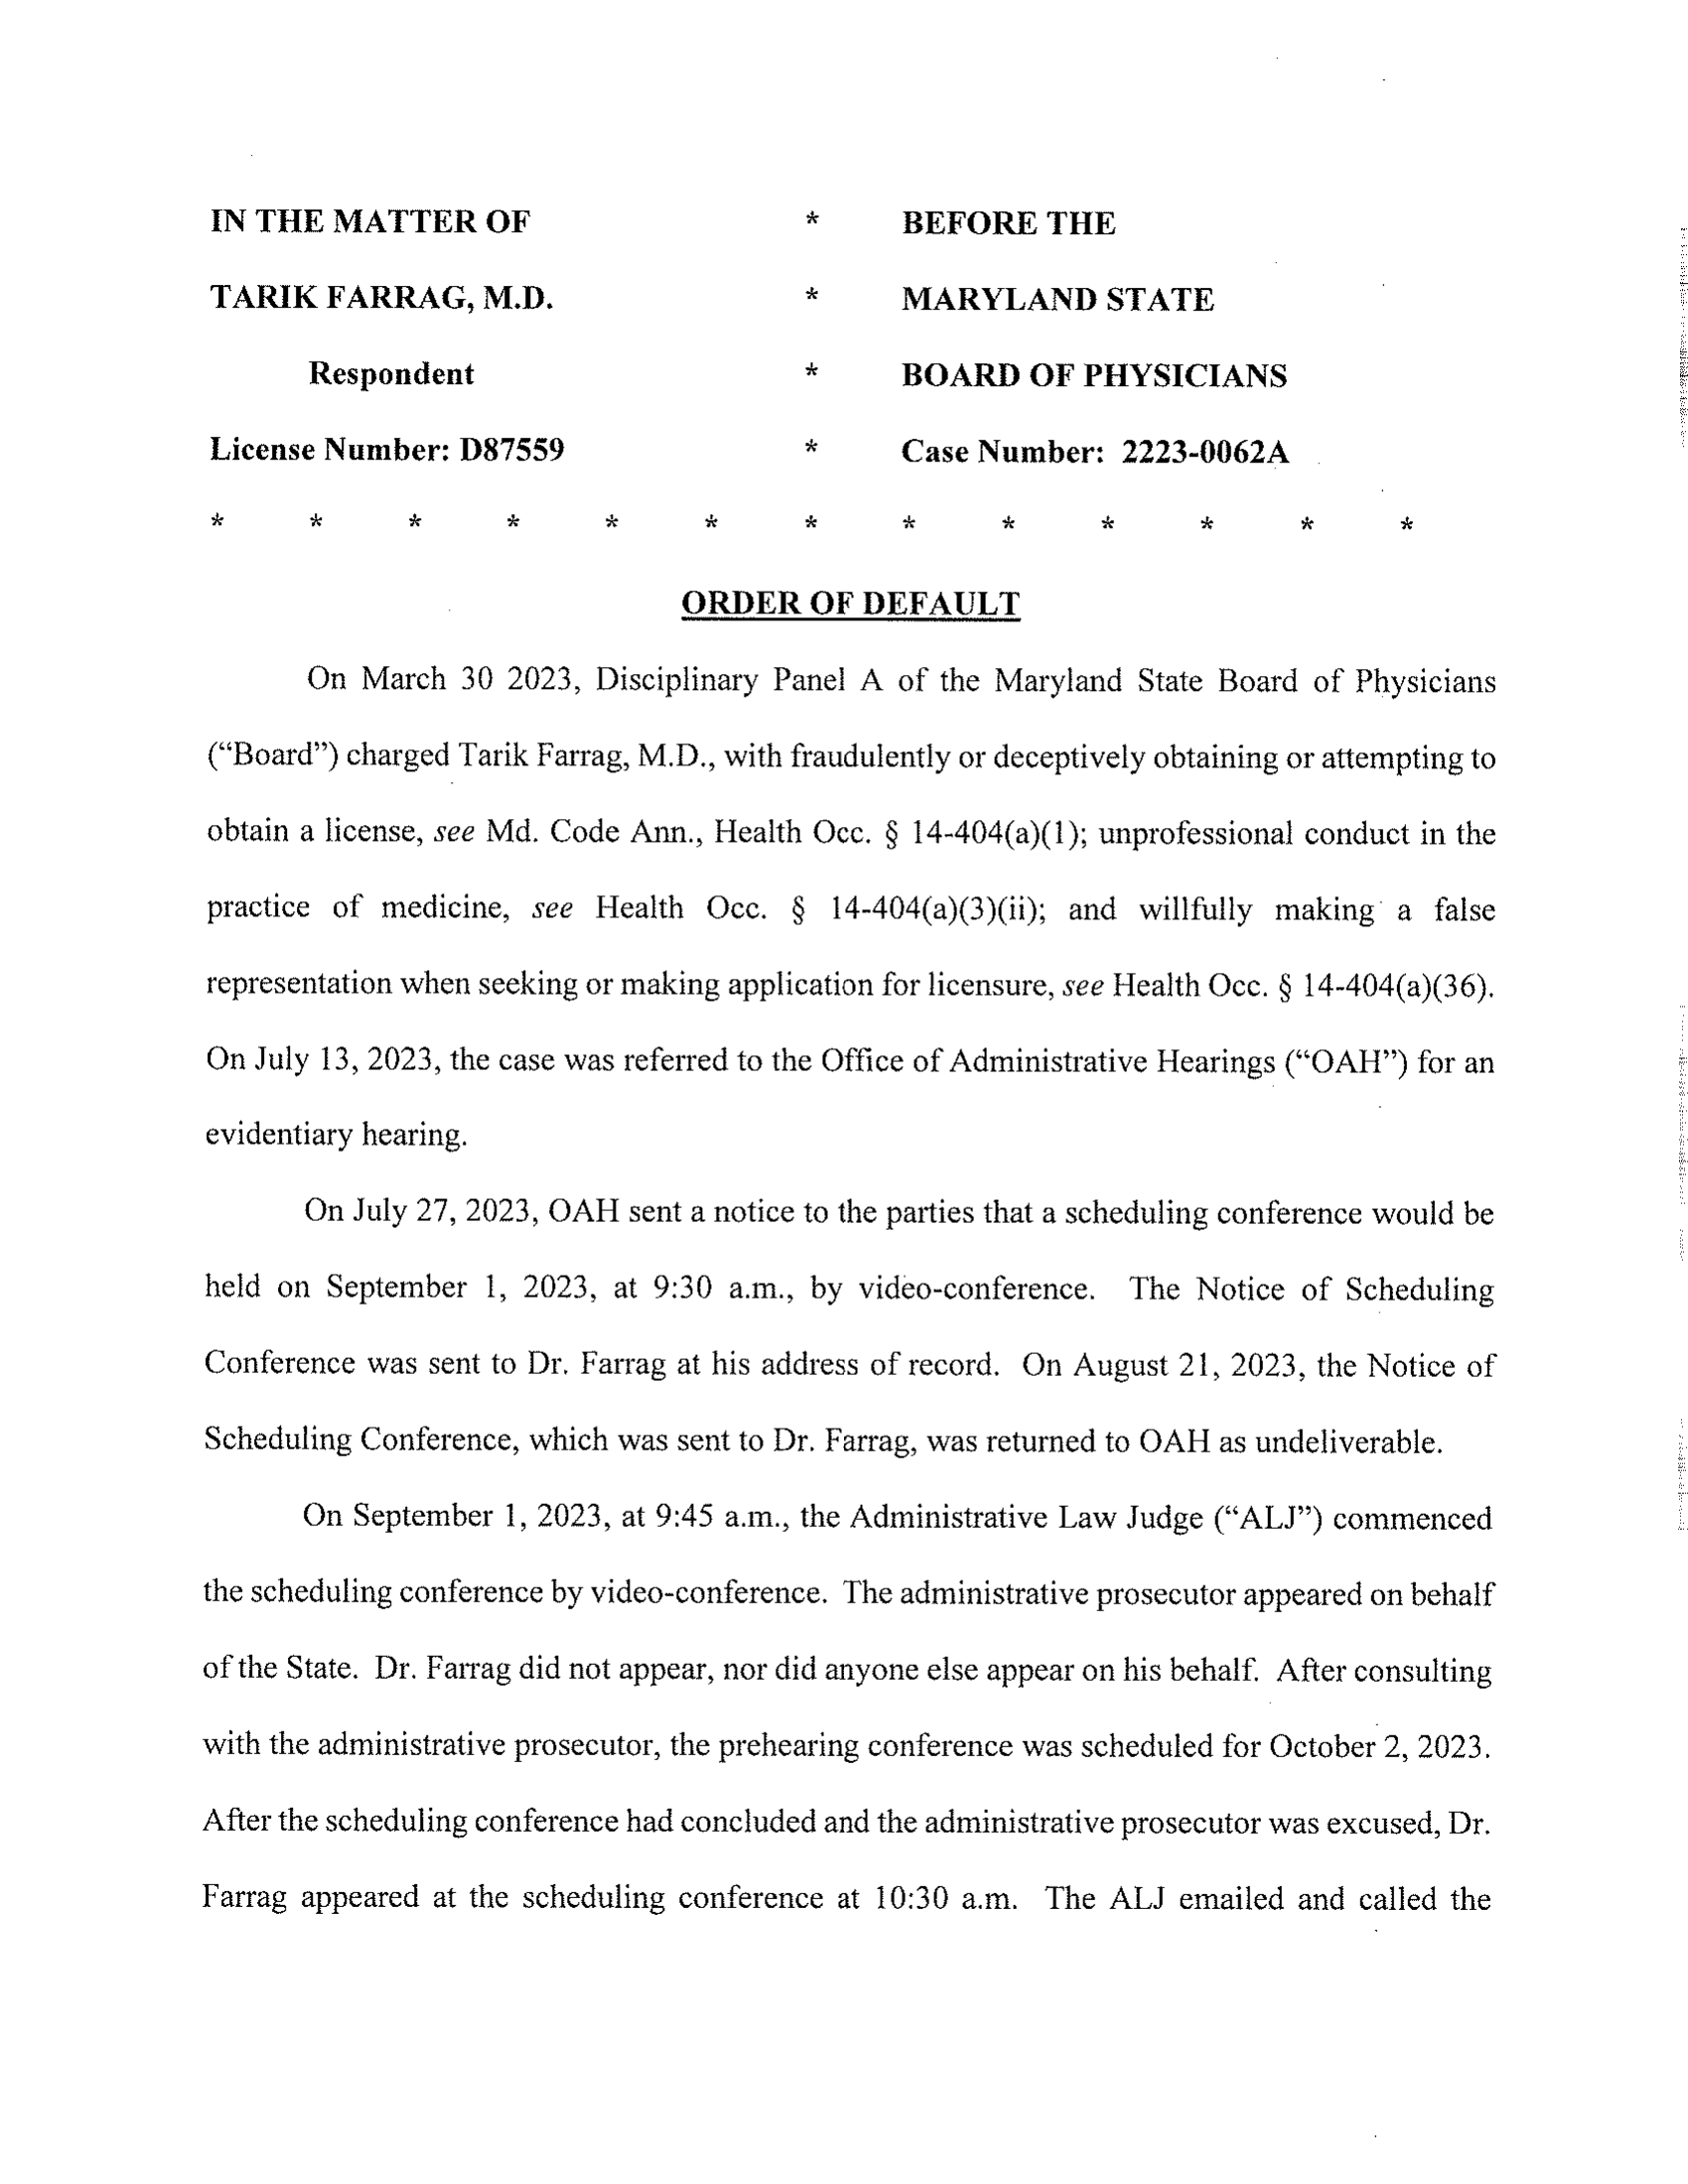 IN THE MATTER OF * BEFORE THE
TARIK FARRAG, M.D. * MARYLAND STATE
Respondent * BOARD OF PHYSICIANS
License Number: D87559 * Case Number: 2223-0062A
* * * * * * * * * * * * *
ORDER OF DEFAULT
On March 30 2023, Disciplinary Panel A of the Maryland State Board of Physicians
(“Board”) charged Tarik Farrag, M.D., with fraudulently or deceptively obtaining or attempting to
obtain a license, see Md. Code Ann., Health Occ. § 14-404(a)(1); unprofessional conduct in the
practice of medicine, see Health Occ. § 14-404(a)(3)(ii); and willfully making a false
representation when seeking or making application for licensure, see Health Occ. § 14-404(a)(36).
On July 13, 2023, the case was referred to the Office of Administrative Hearings (“OAH”) for an
evidentiary hearing.
On July 27, 2023, OAH sent a notice to the parties that a scheduling conference would be
held on September 1, 2023, at 9:30 a.m., by video-conference. The Notice of Scheduling
Conference was sent to Dr. Farrag at his address of record. On August 21, 2023, the Notice of
Scheduling Conference, which was sent to Dr. Farrag, was returned to OAH as undeliverable.
On September 1, 2023, at 9:45 a.m., the Administrative Law Judge (“ALJ”) commenced
the scheduling conference by video-conference. The administrative prosecutor appeared on behalf
of the State. Dr. Farrag did not appear, nor did anyone else appear on his behalf. After consulting
with the administrative prosecutor, the prehearing conference was scheduled for October 2, 2023.
After the scheduling conference had concluded and the administrative prosecutor was excused, Dr.
Farrag appeared at the scheduling conference at 10:30 a.m. The ALJ emailed and called the